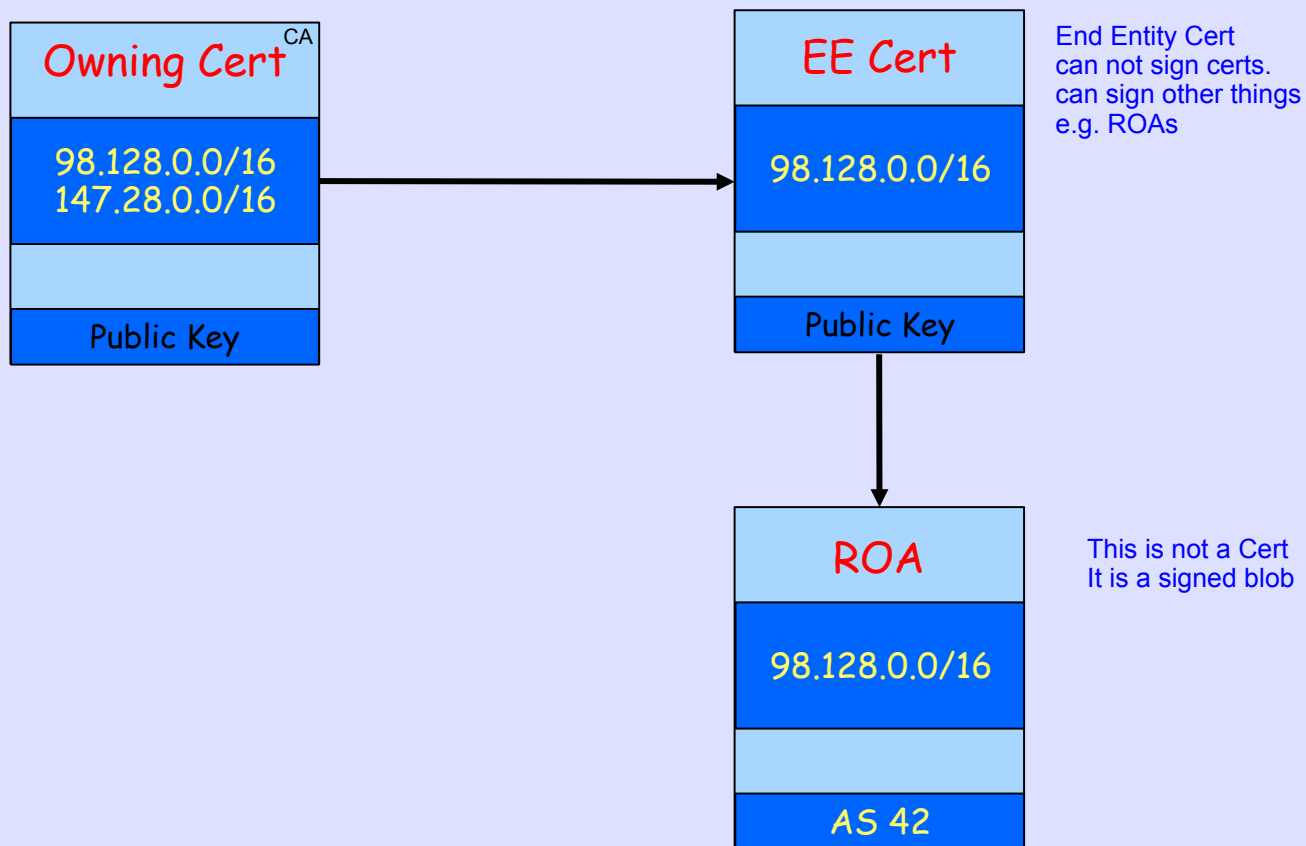 Owning Cert
CA
98.128.0.0/16
147.28.0.0/16
Public Key
EE Cert
98.128.0.0/16
Public Key
End Entity Cert
can not sign certs.
can sign other things
e.g. ROAs
ROA
98.128.0.0/16
AS 42
This is not a Cert
It is a signed blob